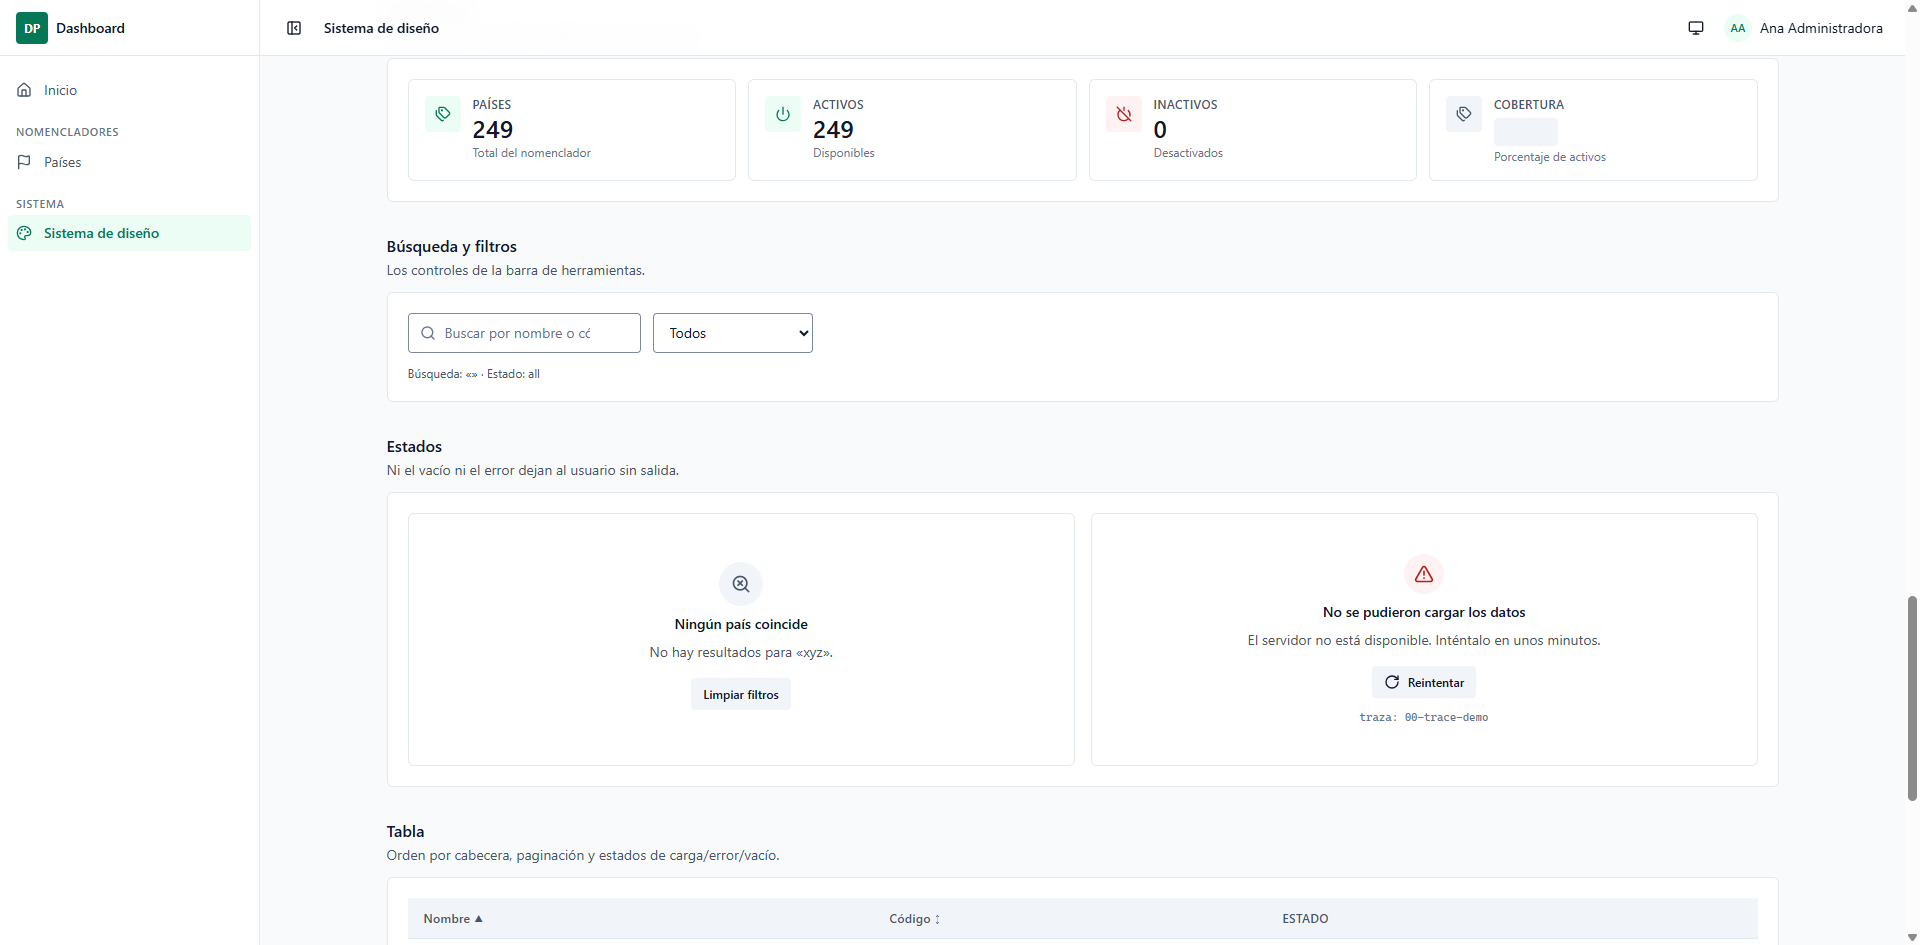 DP Dashboard
Sistema de diseño
AA Ana Administradora
Inicio
NOMENCLADORES
Países
SISTEMA
Sistema de diseño
PAÍSES
249
Total del nomenclador
ACTIVOS
249
Disponibles
INACTIVOS
0
Desactivados
COBERTURA
Porcentaje de activos
Búsqueda y filtros
Los controles de la barra de herramientas.
Buscar por nombre o có
Todos
Búsqueda: «» · Estado: all
Estados
Ni el vacío ni el error dejan al usuario sin salida.
Ningún país coincide
No hay resultados para «xyz».
Limpiar filtros
No se pudieron cargar los datos
El servidor no está disponible. Inténtalo en unos minutos.
Reintentar
traza: 00-trace-demo
Tabla
Orden por cabecera, paginación y estados de carga/error/vacío.
Nombre ▲ Código ↕ ESTADO